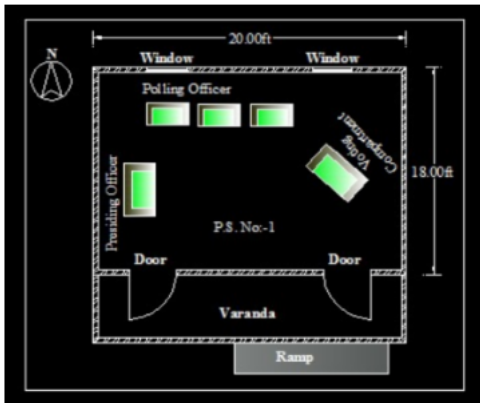 20.00ft
N
Window
Window
Polling Officer
Voting
Compartment
18.00ft
Presiding Officer
P.S. No:-1
Door
Door
Varanda
Ramp